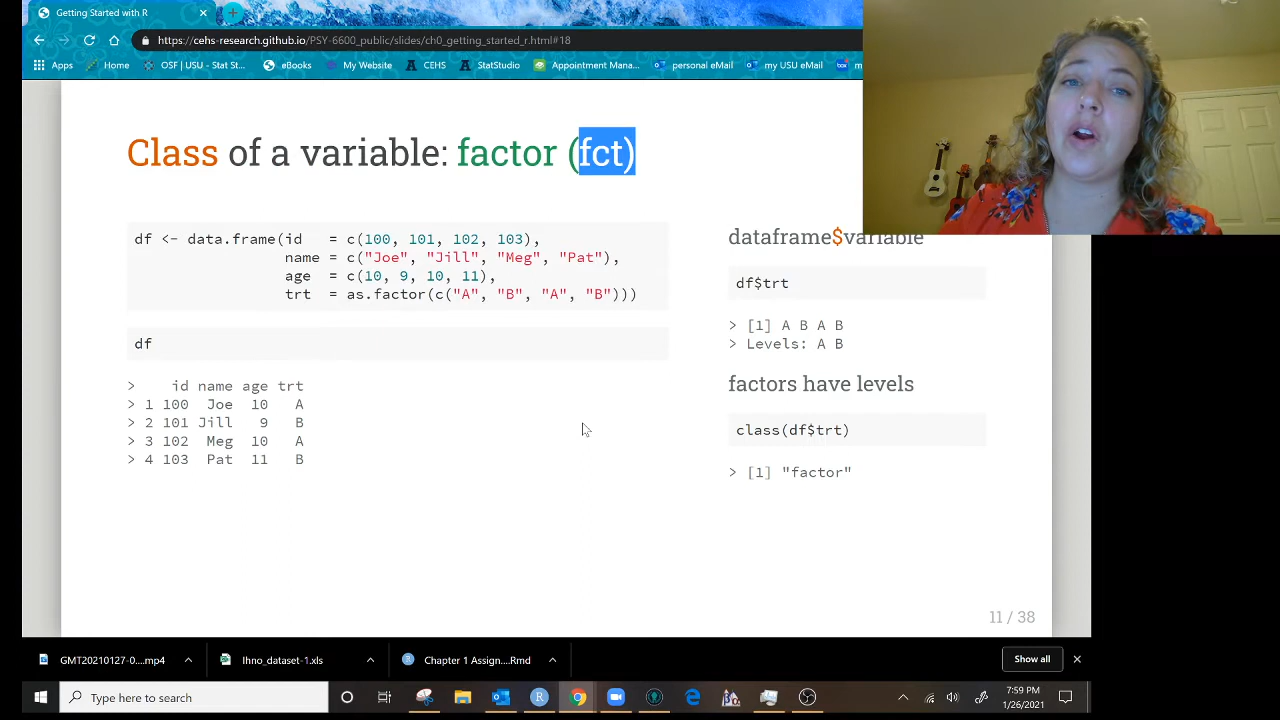 Getting Started with R
https://cehs-research.github.io/PSY-6600_public/slides/ch0_getting_started_r.html#18
Apps Home OSF | USU - Stat St... eBooks My Website CEHS StatStudio Appointment Mana... personal eMail my USU eMail m
Class of a variable: factor (fct)
df <- data.frame(id = c(100, 101, 102, 103),
name = c("Joe", "Jill", "Meg", "Pat"),
age = c(10, 9, 10, 11),
trt = as.factor(c("A", "B", "A", "B")))
df
> id name age trt
> 1 100 Joe 10 A
> 2 101 Jill 9 B
> 3 102 Meg 10 A
> 4 103 Pat 11 B
dataframe$variable
df$trt
> [1] A B A B
> Levels: A B
factors have levels
class(df$trt)
> [1] "factor"
11 / 38
GMT20210127-0....mp4 Ihno_dataset-1.xls Chapter 1 Assign....Rmd Show all
Type here to search
7:59 PM
1/26/2021